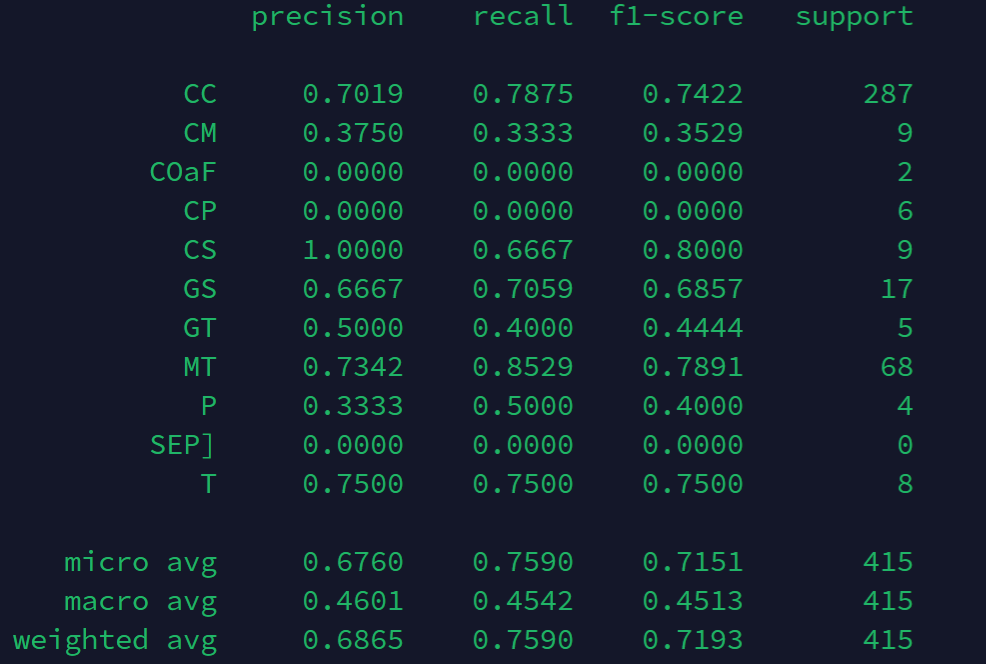 precision recall f1-score support
CC 0.7019 0.7875 0.7422 287
CM 0.3750 0.3333 0.3529 9
COaF 0.0000 0.0000 0.0000 2
CP 0.0000 0.0000 0.0000 6
CS 1.0000 0.6667 0.8000 9
GS 0.6667 0.7059 0.6857 17
GT 0.5000 0.4000 0.4444 5
MT 0.7342 0.8529 0.7891 68
P 0.3333 0.5000 0.4000 4
SEP] 0.0000 0.0000 0.0000 0
T 0.7500 0.7500 0.7500 8
micro avg 0.6760 0.7590 0.7151 415
macro avg 0.4601 0.4542 0.4513 415
weighted avg 0.6865 0.7590 0.7193 415